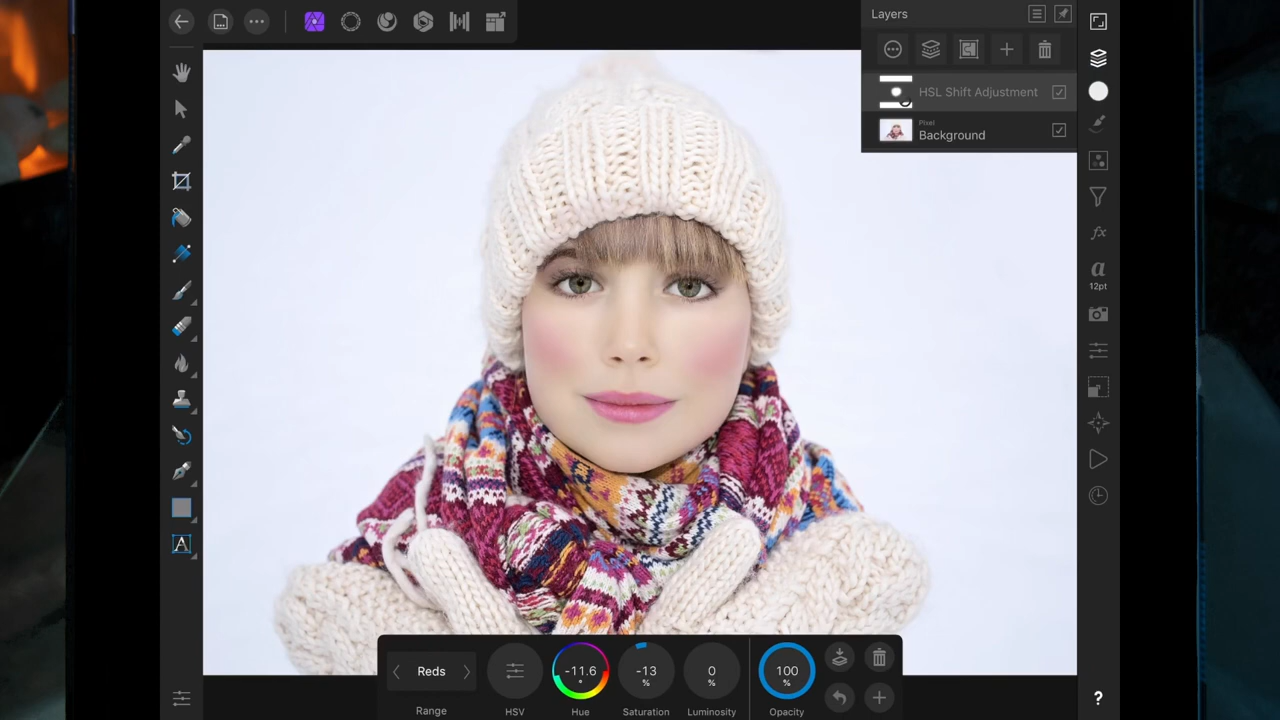 Layers
HSL Shift Adjustment
Pixel
Background
fx
a
12pt
A
Reds
Range
HSV
-11.6
°
Hue
-13
%
Saturation
0
%
Luminosity
100
%
Opacity
?